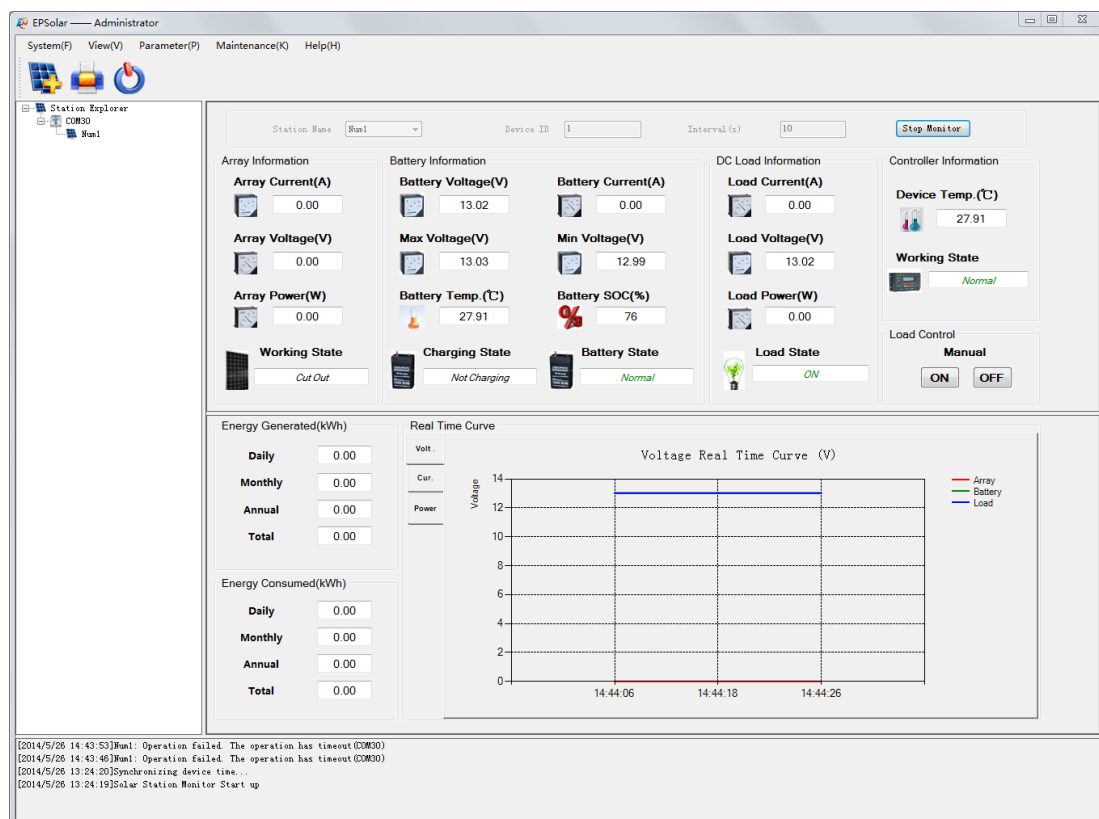 EPSolar —— Administrator
System(F) View(V) Parameter(P) Maintenance(K) Help(H)
Station Explorer
COM30
Num1
Station Name Num1 Device ID 1 Interval(s) 10 Stop Monitor
Array Information
Array Current(A)
0.00
Array Voltage(V)
0.00
Array Power(W)
0.00
Working State
Cut Out
Battery Information
Battery Voltage(V) Battery Current(A)
13.02 0.00
Max Voltage(V) Min Voltage(V)
13.03 12.99
Battery Temp.(℃) Battery SOC(%)
27.91 % 76
Charging State Battery State
Not Charging Normal
DC Load Information
Load Current(A)
0.00
Load Voltage(V)
13.02
Load Power(W)
0.00
Load State
ON
Controller Information
Device Temp.(℃)
27.91
Working State
Normal
Load Control
Manual
ON OFF
Energy Generated(kWh)
Daily 0.00
Monthly 0.00
Annual 0.00
Total 0.00
Energy Consumed(kWh)
Daily 0.00
Monthly 0.00
Annual 0.00
Total 0.00
Real Time Curve
Volt.
Cur.
Power
Voltage Real Time Curve (V)
Voltage
14
12
10
8
6
4
2
0
14:44:06 14:44:18 14:44:26
Array
Battery
Load
[2014/5/26 14:43:53]Num1: Operation failed. The operation has timeout(COM30)
[2014/5/26 14:43:46]Num1: Operation failed. The operation has timeout(COM30)
[2014/5/26 13:24:20]Synchronizing device time...
[2014/5/26 13:24:19]Solar Station Monitor Start up